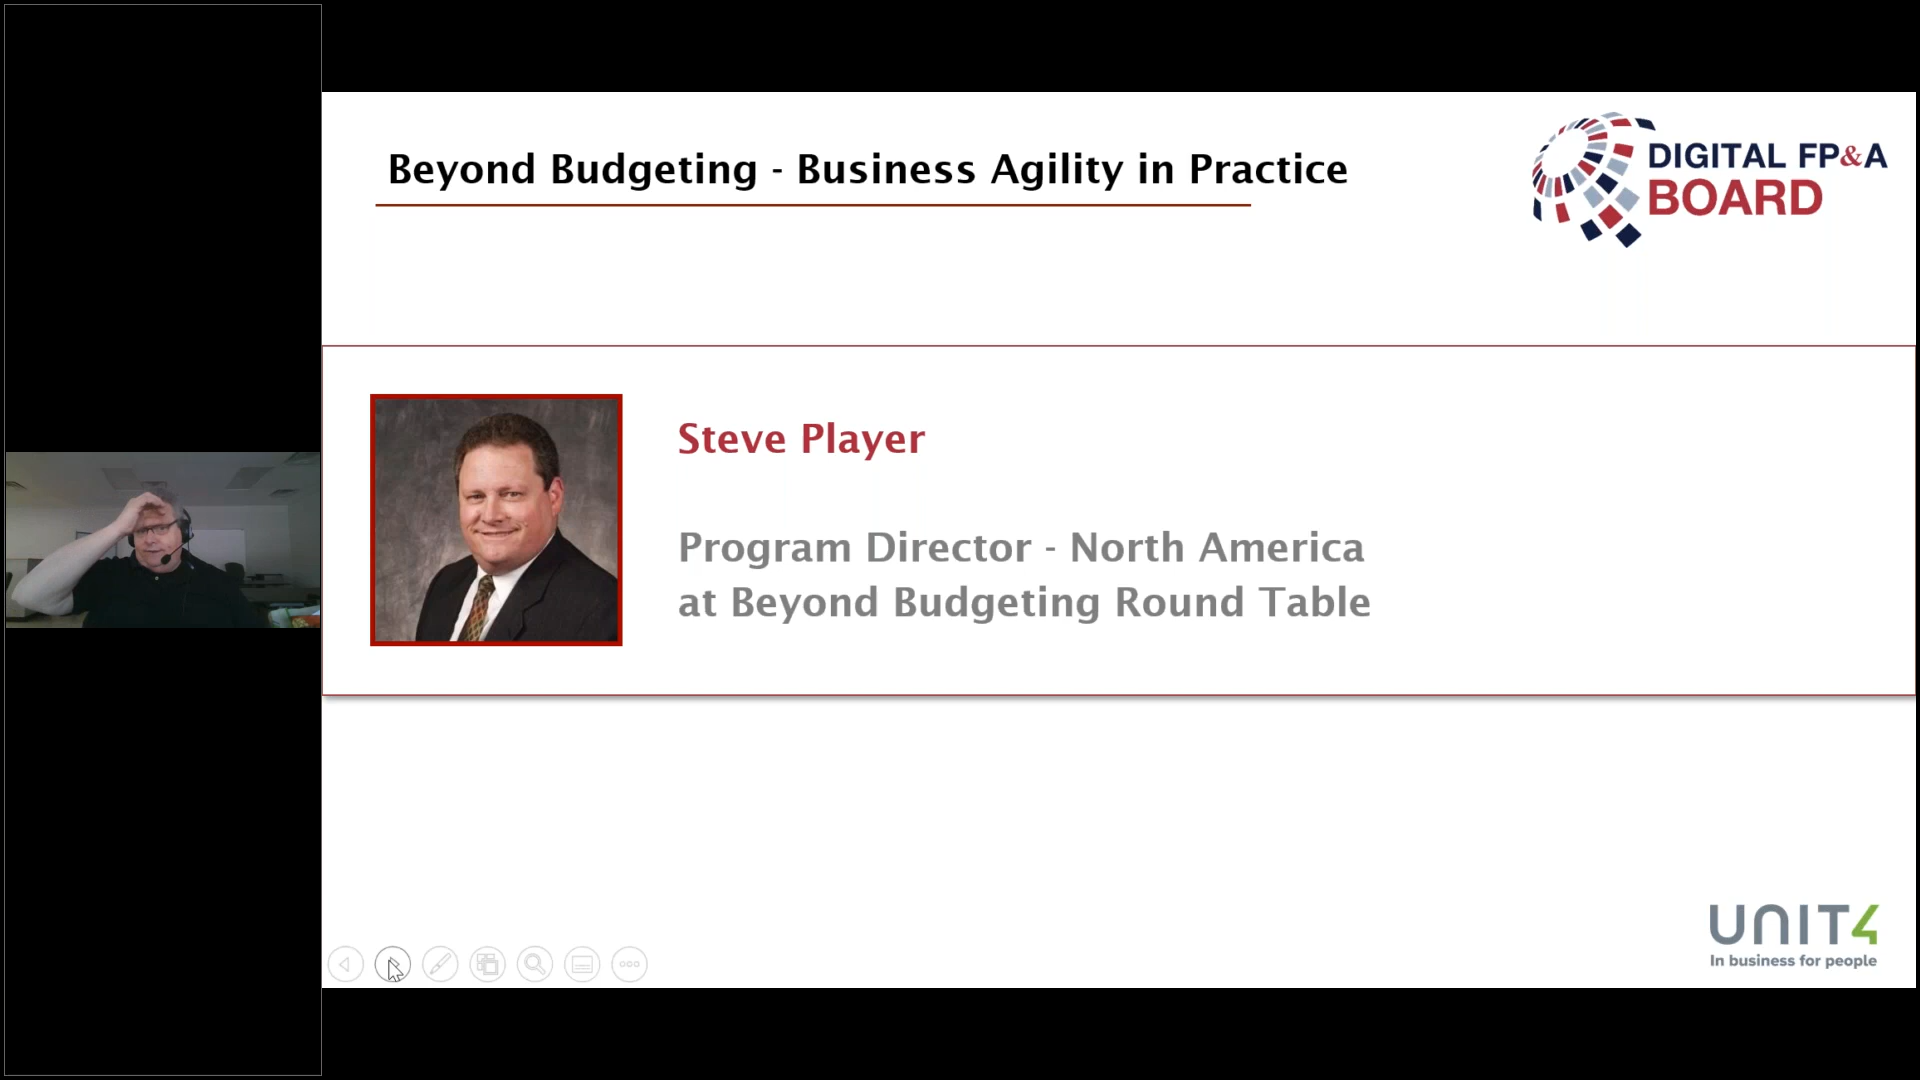 Beyond Budgeting - Business Agility in Practice
DIGITAL FP&A
BOARD
Steve Player
Program Director - North America
at Beyond Budgeting Round Table
UNIT4
In business for people